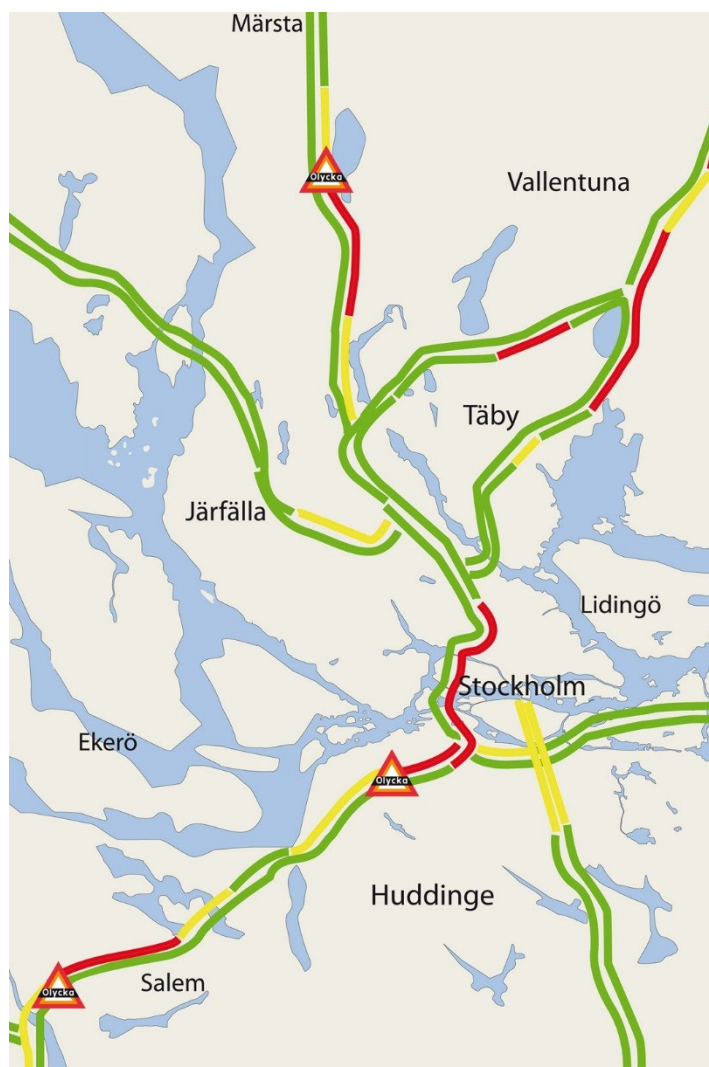 Märsta
Olycka
Vallentuna
Täby
Järfälla
Lidingö
Stockholm
Ekerö
Olycka
Huddinge
Salem
Olycka